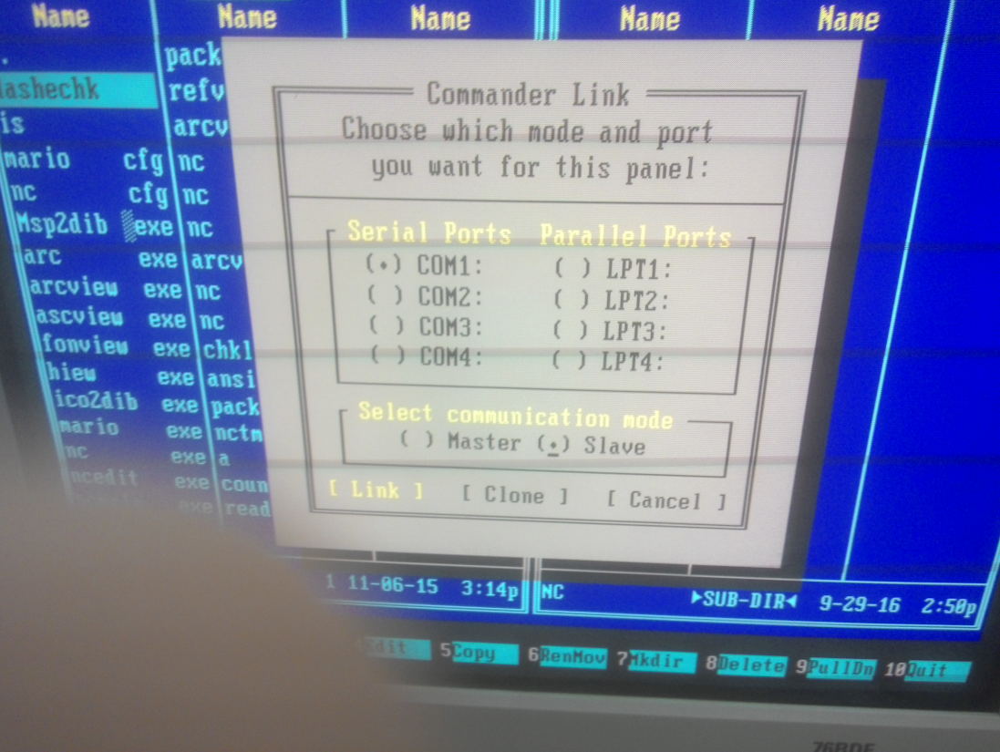 Name Name Name Name Name
.
pack
refv
is arcv
mario cfg nc
nc cfg nc
Msp2dib exe nc
arc exe arcv
arcview exe nc
ascview exe nc
fonview exe chkl
hiew exe ansi
ico2dib exe pack
mario exe nctm
nc exe a
ncedit exe coun
exe read
Commander Link
Choose which mode and port
you want for this panel:
Serial Ports Parallel Ports
(•) COM1: ( ) LPT1:
( ) COM2: ( ) LPT2:
( ) COM3: ( ) LPT3:
( ) COM4: ( ) LPT4:
Select communication mode
( ) Master (•) Slave
[ Link ] [ Clone ] [ Cancel ]
1 11-06-15 3:14p NC ►SUB-DIR◄ 9-29-16 2:50p
Edit 5Copy 6RenMov 7Mkdir 8Delete 9PullDn 10Quit